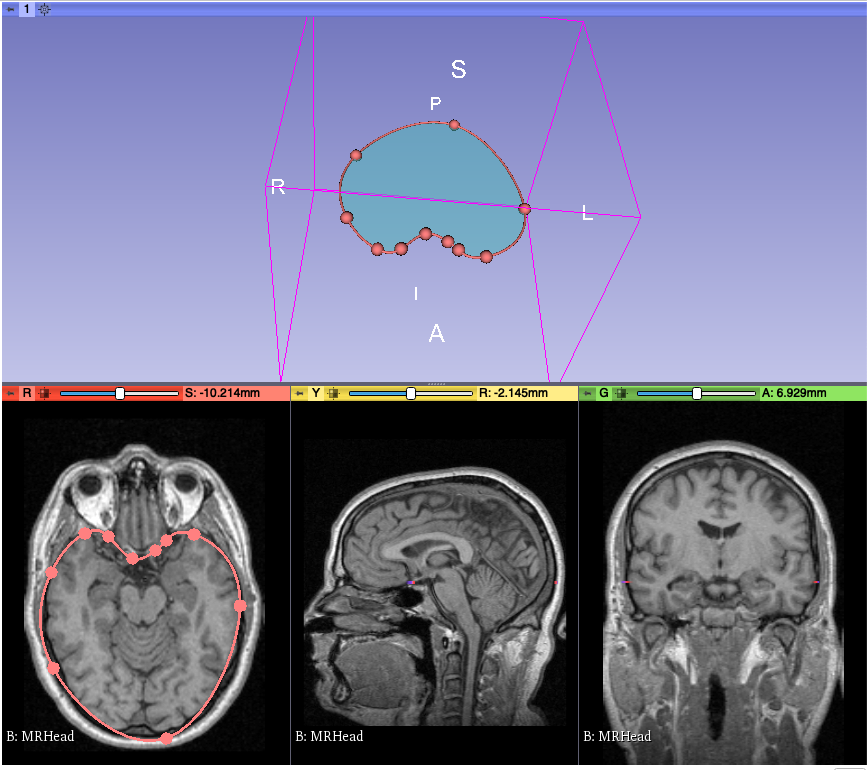 1
S
P
R
L
I
A
R S: -10.214mm
Y R: -2.145mm
G A: 6.929mm
B: MRHead
B: MRHead
B: MRHead